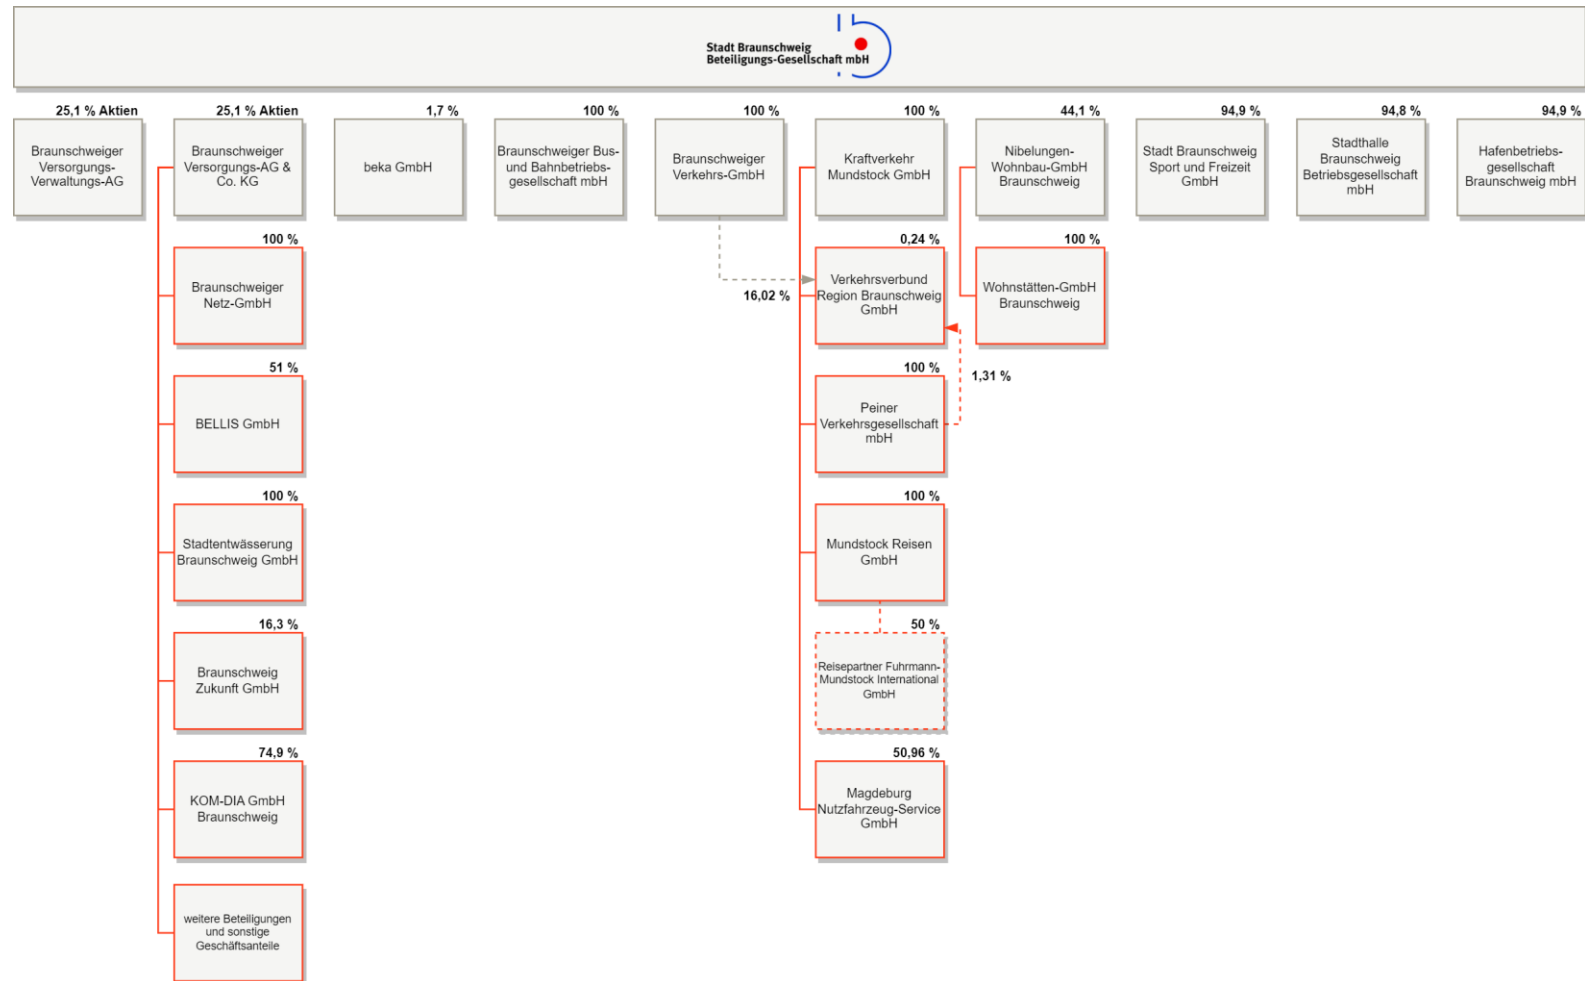 Stadt Braunschweig
Beteiligungs-Gesellschaft mbH
25,1 % Aktien
Braunschweiger
Versorgungs-
Verwaltungs-AG
25,1 % Aktien
Braunschweiger
Versorgungs-AG &
Co. KG
1,7 %
beka GmbH
100 %
Braunschweiger Bus-
und Bahnbetriebs-
gesellschaft mbH
100 %
Braunschweiger
Verkehrs-GmbH
100 %
Kraftverkehr
Mundstock GmbH
44,1 %
Nibelungen-
Wohnbau-GmbH
Braunschweig
94,9 %
Stadt Braunschweig
Sport und Freizeit
GmbH
94,8 %
Stadthalle
Braunschweig
Betriebsgesellschaft
mbH
94,9 %
Hafenbetriebs-
gesellschaft
Braunschweig mbH
100 %
Braunschweiger
Netz-GmbH
16,02 %
0,24 %
Verkehrsverbund
Region Braunschweig
GmbH
100 %
Wohnstätten-GmbH
Braunschweig
51 %
BELLIS GmbH
100 %
Peiner
Verkehrsgesellschaft
mbH
1,31 %
100 %
Stadtentwässerung
Braunschweig GmbH
100 %
Mundstock Reisen
GmbH
16,3 %
Braunschweig
Zukunft GmbH
50 %
Reisepartner Fuhrmann-
Mundstock International
GmbH
74,9 %
KOM-DIA GmbH
Braunschweig
50,96 %
Magdeburg
Nutzfahrzeug-Service
GmbH
weitere Beteiligungen
und sonstige
Geschäftsanteile